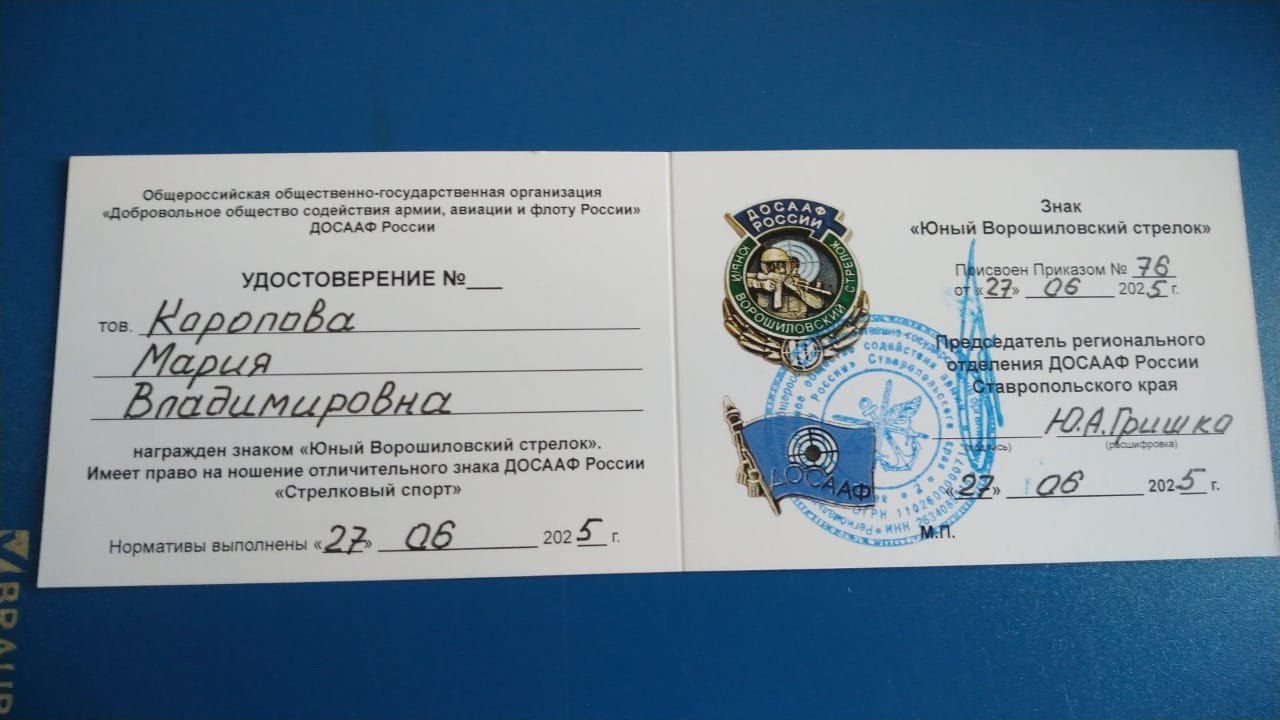 Общероссийская общественно-государственная организация
«Добровольное общество содействия армии, авиации и флоту России»
ДОСААФ России
УДОСТОВЕРЕНИЕ №___
тов. Каропова
Мария
Владимировна
награжден знаком «Юный Ворошиловский стрелок».
Имеет право на ношение отличительного знака ДОСААФ России
«Стрелковый спорт»
Нормативы выполнены «27» 06 2025 г.
ДОСААФ
РОССИИ
ЮНЫЙ ВОРОШИЛОВСКИЙ СТРЕЛОК
ДОСААФ
Знак
«Юный Ворошиловский стрелок»
Присвоен Приказом № 76
от «27» 06 2025 г.
Председатель регионального
отделения ДОСААФ России
Ставропольского края
Ю.А.Гришко
(подпись) (расшифровка)
«27» 06 2025 г.
М.П.